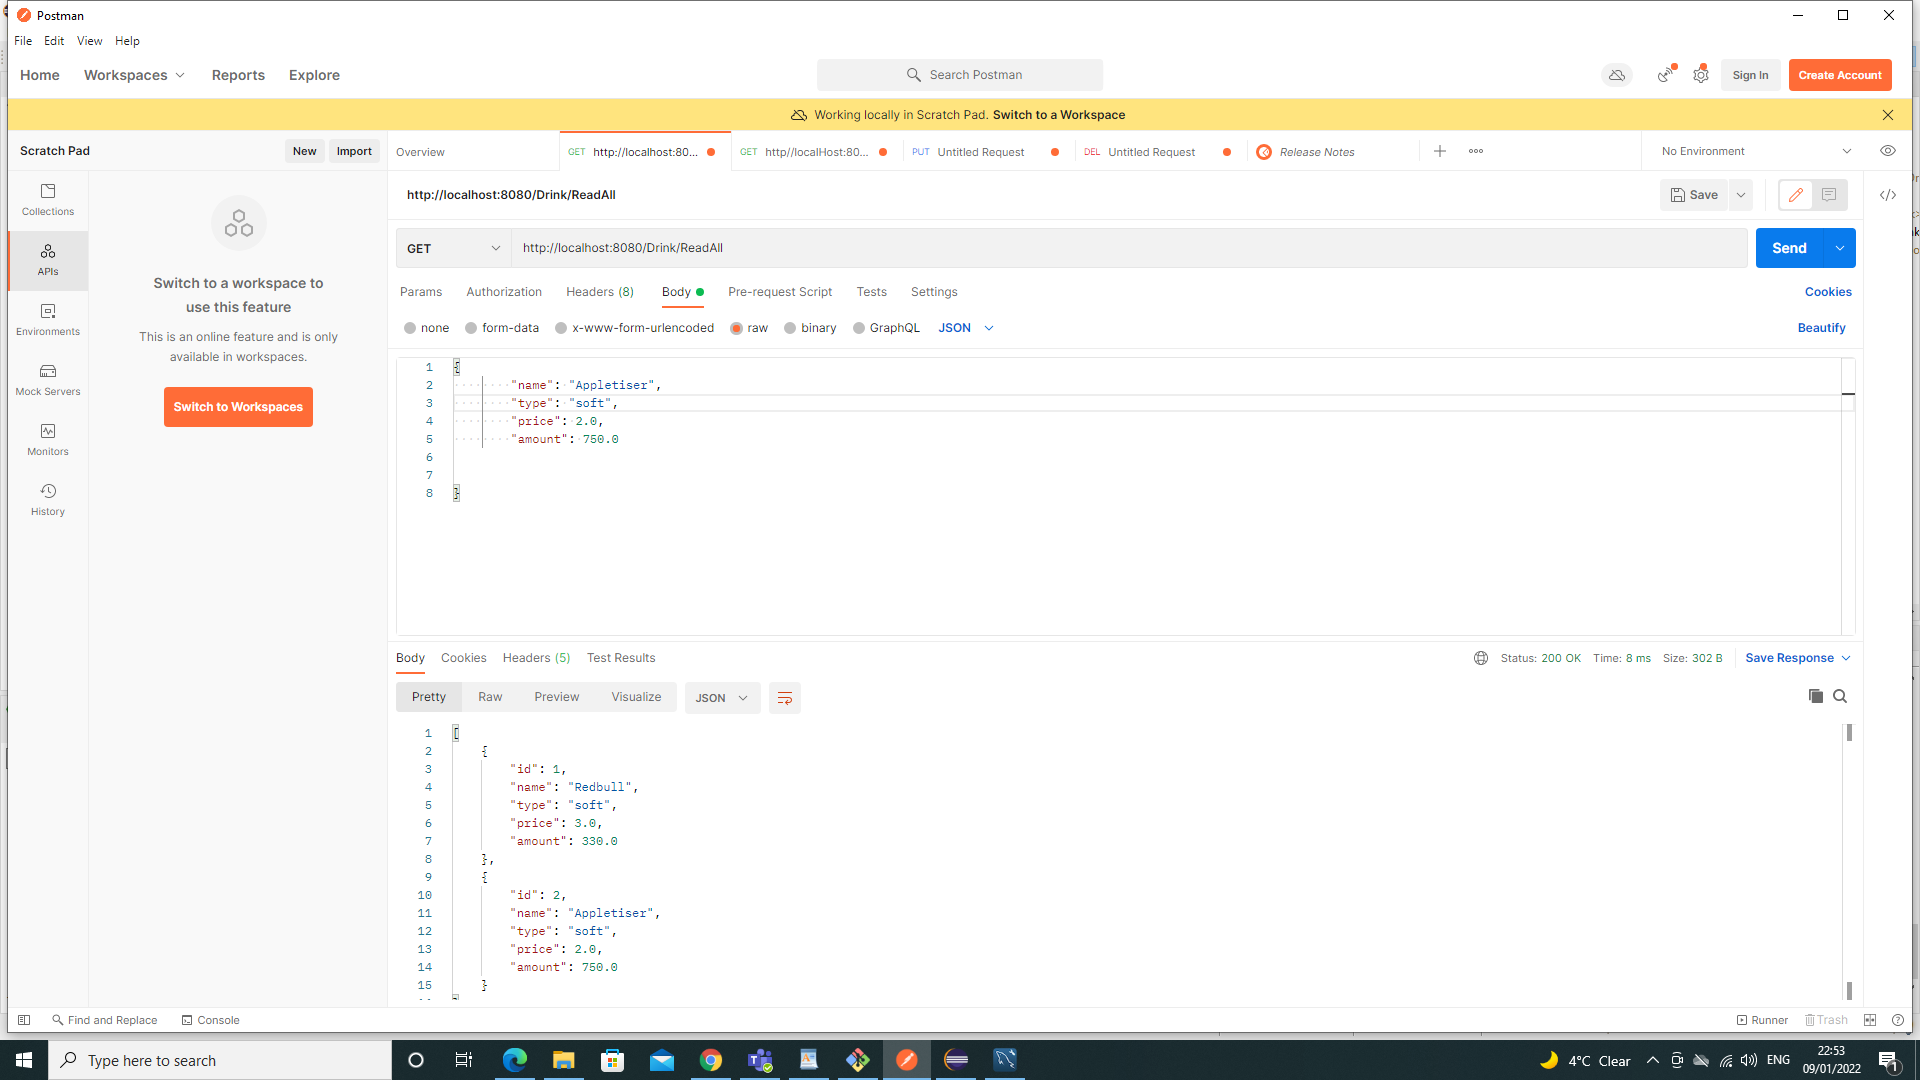 Postman
File Edit View Help
Home Workspaces Reports Explore
Search Postman
Sign In
Create Account
Working locally in Scratch Pad. Switch to a Workspace
Scratch Pad
New
Import
Overview
GET http://localhost:80...
GET http://localHost:80...
PUT Untitled Request
DEL Untitled Request
Release Notes
No Environment
Collections
APIs
Environments
Mock Servers
Monitors
History
Switch to a workspace to
use this feature
This is an online feature and is only
available in workspaces.
Switch to Workspaces
http://localhost:8080/Drink/ReadAll
Save
GET
http://localhost:8080/Drink/ReadAll
Send
Params Authorization Headers (8) Body Pre-request Script Tests Settings
Cookies
none form-data x-www-form-urlencoded raw binary GraphQL JSON
Beautify
1 {
2 "name": "Appletiser",
3 "type": "soft",
4 "price": 2.0,
5 "amount": 750.0
6
7
8 }
Body Cookies Headers (5) Test Results
Status: 200 OK Time: 8 ms Size: 302 B Save Response
Pretty Raw Preview Visualize JSON
1 [
2 {
3 "id": 1,
4 "name": "Redbull",
5 "type": "soft",
6 "price": 3.0,
7 "amount": 330.0
8 },
9 {
10 "id": 2,
11 "name": "Appletiser",
12 "type": "soft",
13 "price": 2.0,
14 "amount": 750.0
15 }
Find and Replace Console
Runner Trash
Type here to search
4°C Clear
ENG
22:53
09/01/2022
1